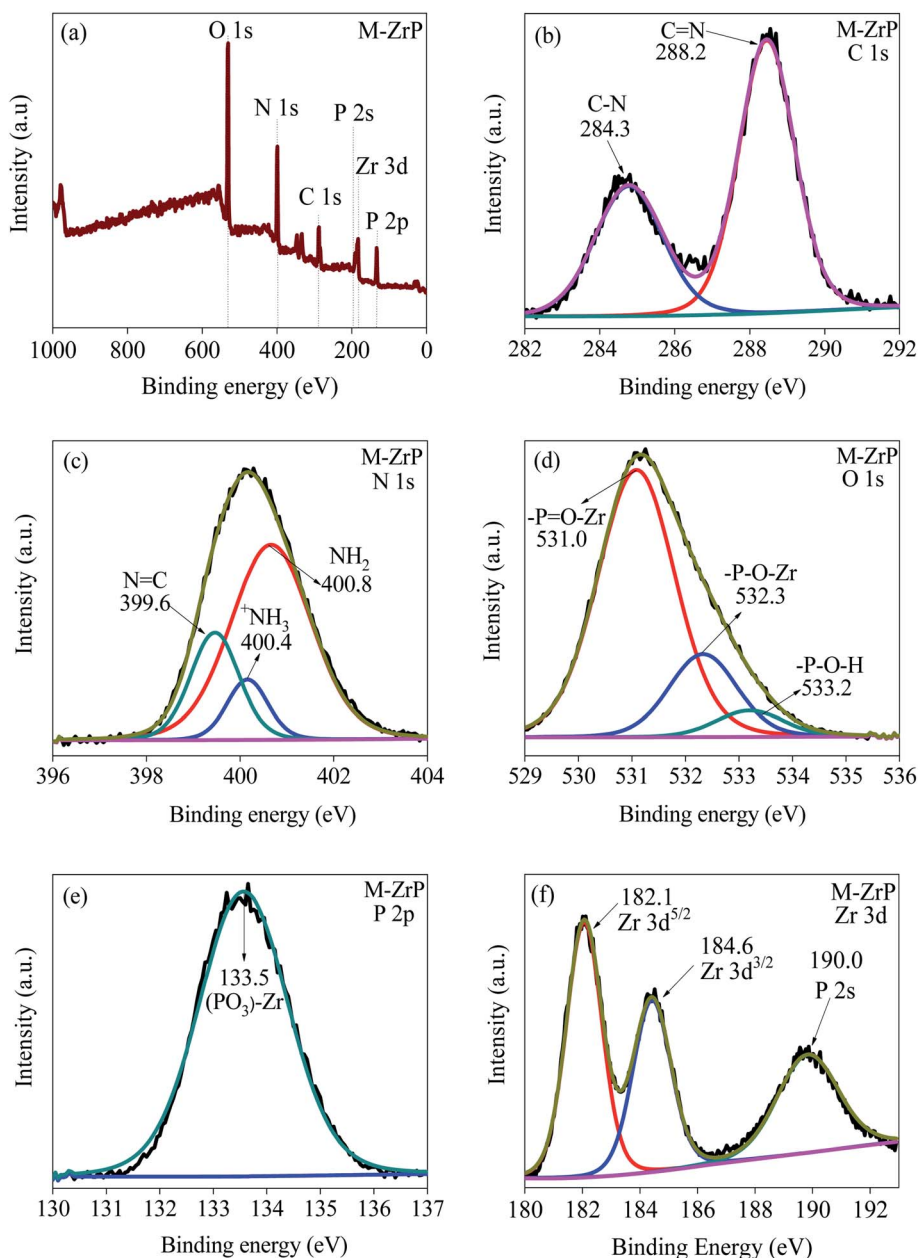 (a)
M-ZrP
O 1s
N 1s
P 2s
Zr 3d
C 1s
P 2p
Intensity (a.u)
1000 800 600 400 200 0
Binding energy (eV)
(b)
M-ZrP
C 1s
C=N
288.2
C-N
284.3
Intensity (a.u)
282 284 286 288 290 292
Binding energy (eV)
(c)
M-ZrP
N 1s
N=C
399.6
NH2
400.8
+NH3
400.4
Intensity (a.u.)
396 398 400 402 404
Binding energy (eV)
(d)
M-ZrP
O 1s
-P=O-Zr
531.0
-P-O-Zr
532.3
-P-O-H
533.2
Intensity (a.u.)
529 530 531 532 533 534 535 536
Binding energy (eV)
(e)
M-ZrP
P 2p
133.5
(PO3)-Zr
Intensity (a.u.)
130 131 132 133 134 135 136 137
Binding energy (eV)
(f)
M-ZrP
Zr 3d
182.1
Zr 3d5/2
184.6
Zr 3d3/2
190.0
P 2s
Intensity (a.u.)
180 182 184 186 188 190 192
Binding Energy (eV)